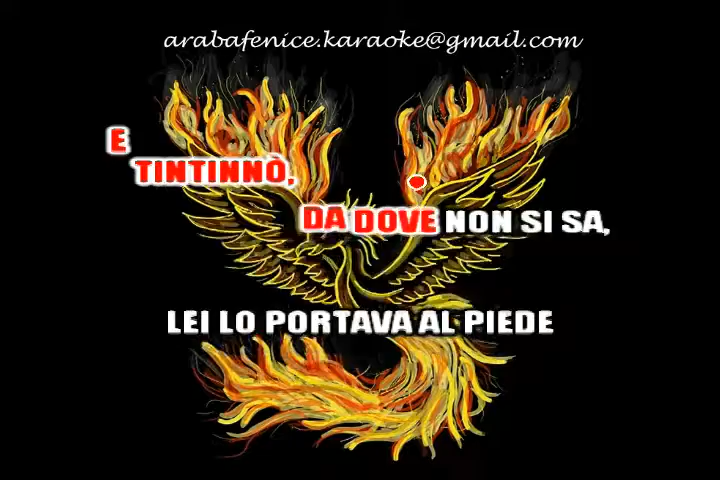 arabafenice.karaoke@gmail.com
E
TINTINNÒ,
DA DOVE NON SI SA,
LEI LO PORTAVA AL PIEDE